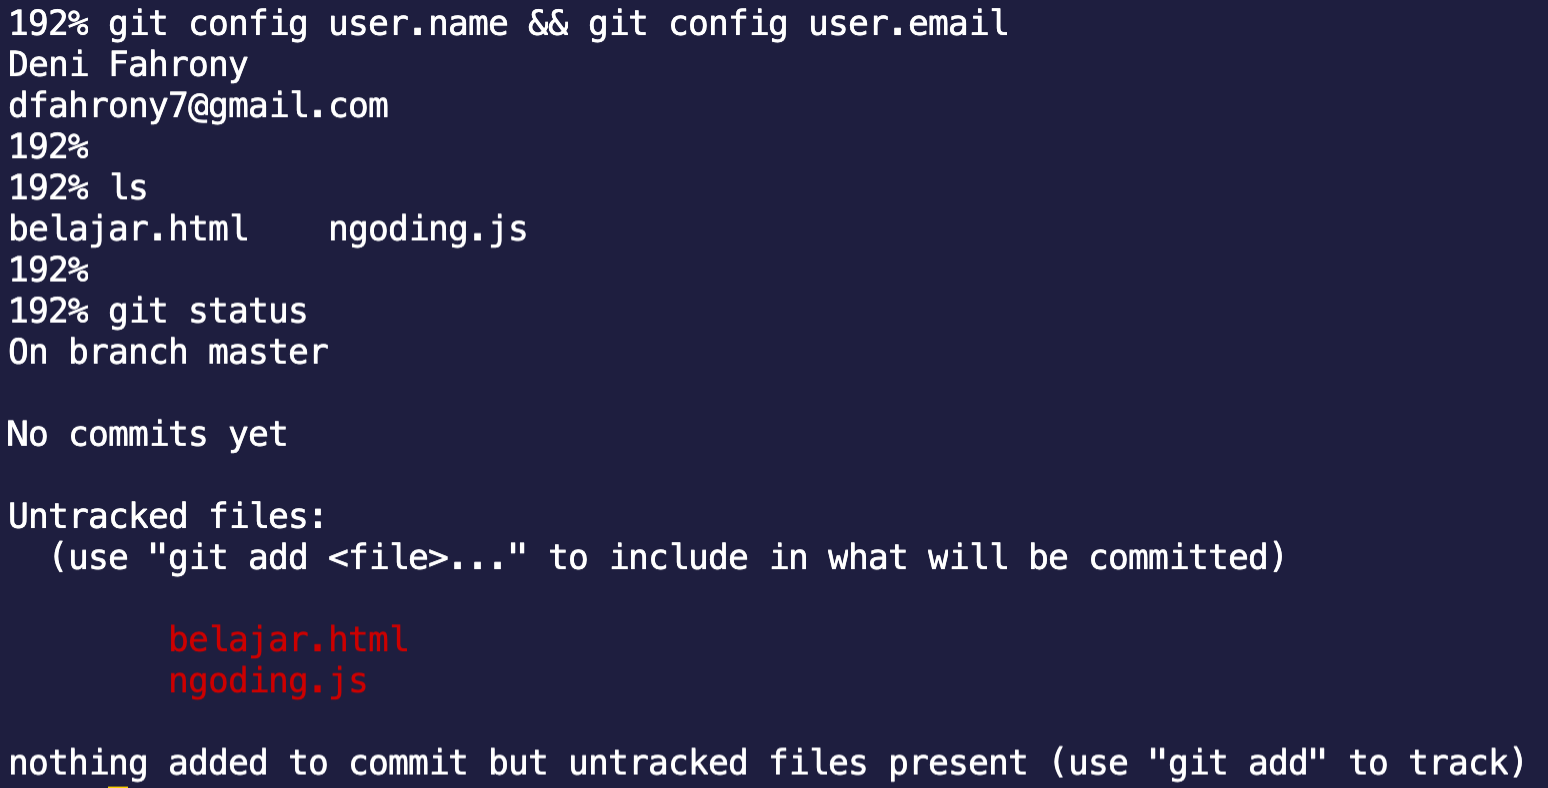 192% git config user.name && git config user.email
Deni Fahrony
dfahrony7@gmail.com
192%
192% ls
belajar.html    ngoding.js
192%
192% git status
On branch master
No commits yet
Untracked files:
  (use "git add <file>..." to include in what will be committed)
        belajar.html
        ngoding.js
nothing added to commit but untracked files present (use "git add" to track)